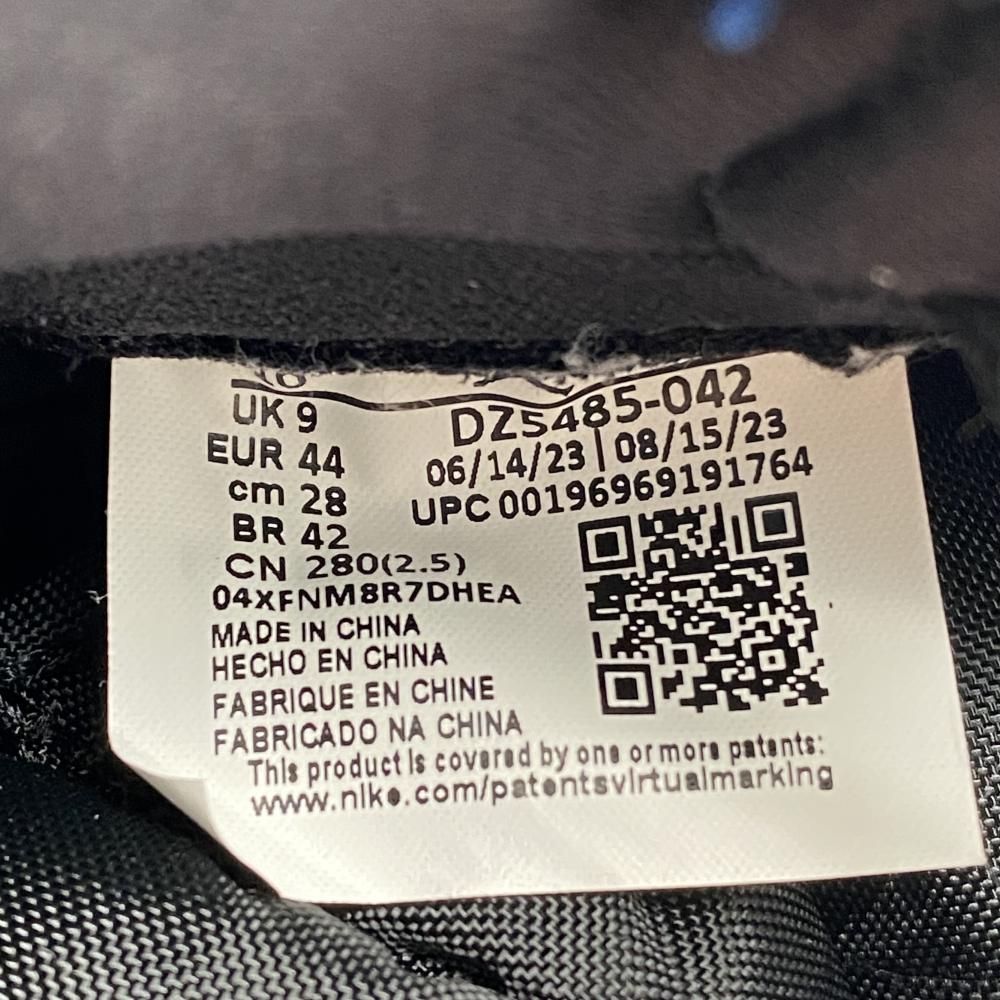 UK 9
EUR 44
cm 28
BR 42
CN 280(2.5)
04XFNM8R7DHEA
DZ5485-042
06/14/23 | 08/15/23
UPC 00196969191764
MADE IN CHINA
HECHO EN CHINA
FABRIQUE EN CHINE
FABRICADO NA CHINA
This product is covered by one or more patents:
www.nike.com/patentsvirtualmarking